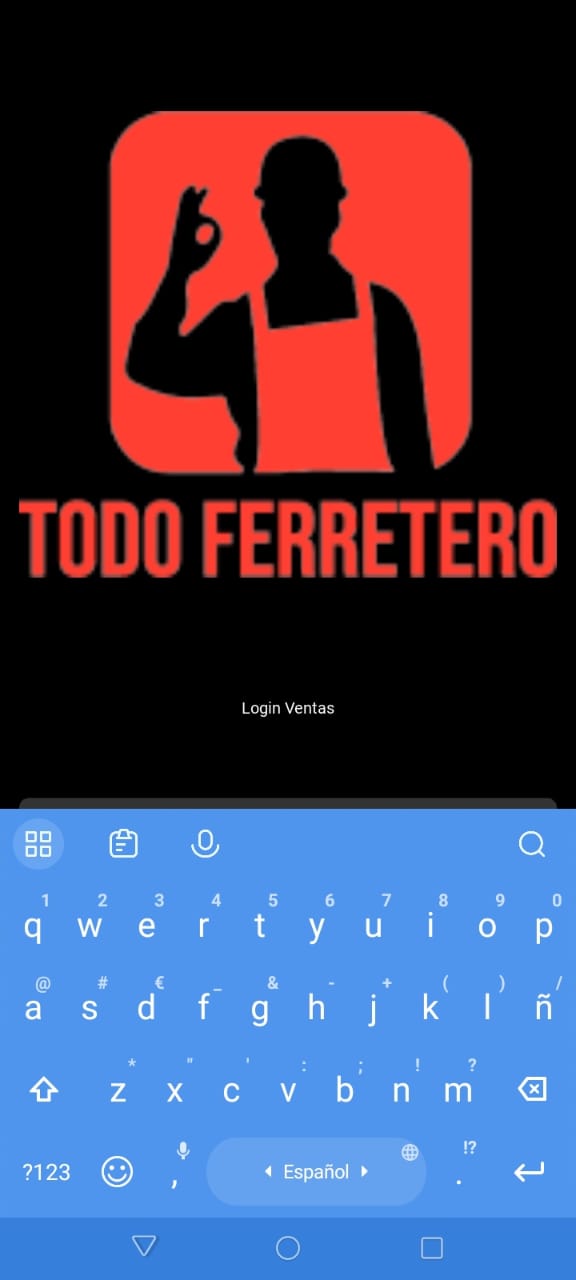 TODO FERRETERO
Login Ventas
1 2 3 4 5 6 7 8 9 0
q w e r t y u i o p
@ # € _ & - + ( ) /
a s d f g h j k l ñ
* " ' : ; ! ?
z x c v b n m
!?
?123 , Español .